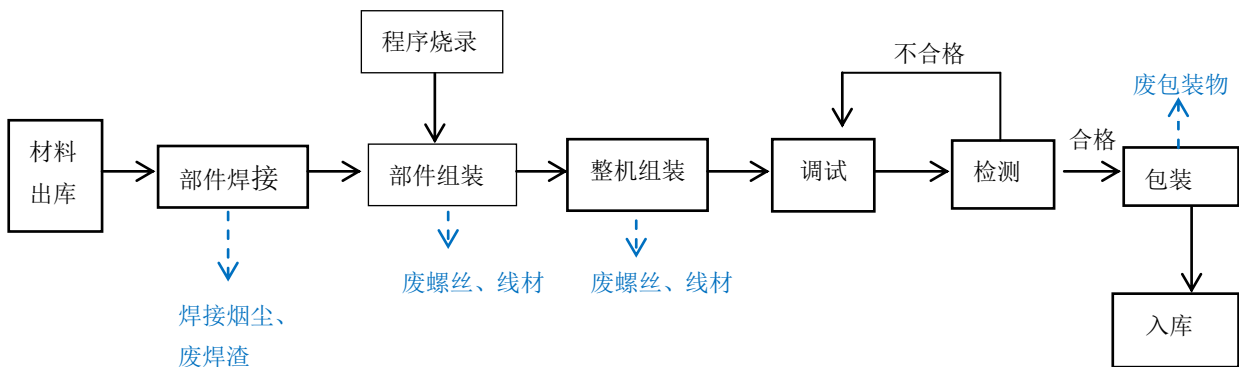 程序烧录
不合格
废包装物
材料
出库
部件焊接
部件组装
整机组装
调试
检测
合格
包装
废螺丝、线材
废螺丝、线材
焊接烟尘、
废焊渣
入库